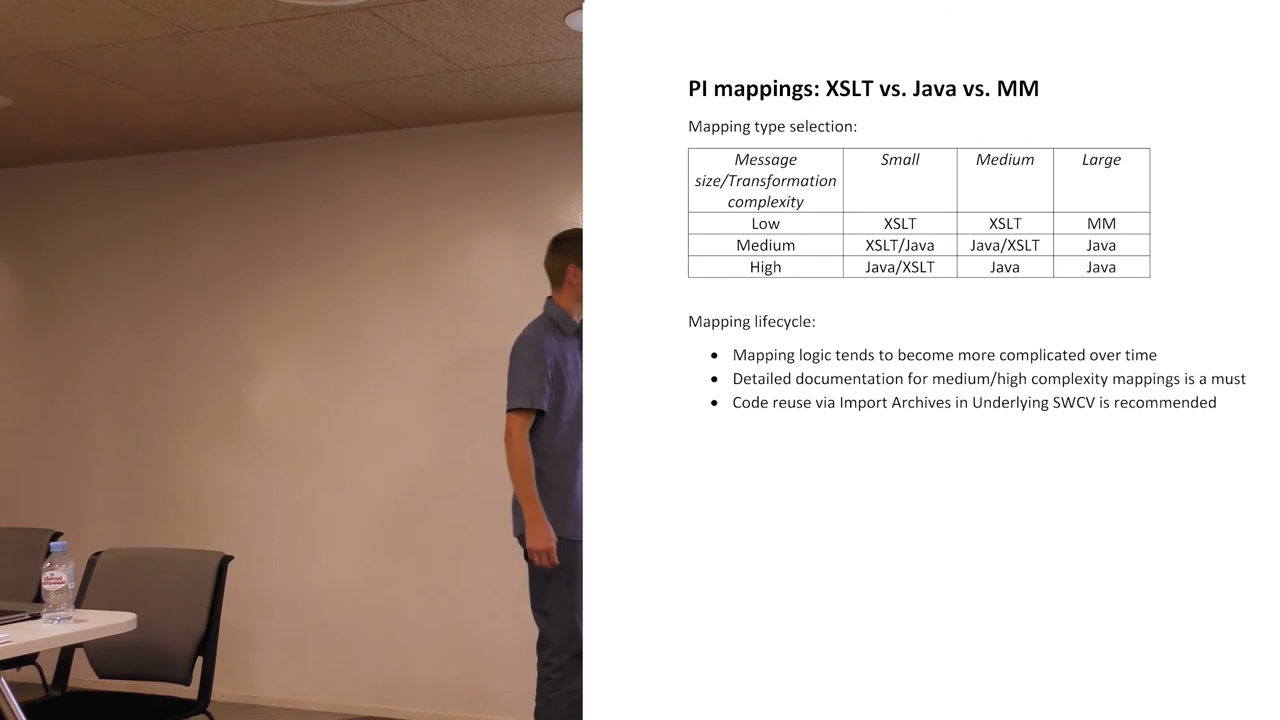 PI mappings: XSLT vs. Java vs. MM
Mapping type selection:
Message size/Transformation complexity Small Medium Large
Low XSLT XSLT MM
Medium XSLT/Java Java/XSLT Java
High Java/XSLT Java Java
Mapping lifecycle:
• Mapping logic tends to become more complicated over time
• Detailed documentation for medium/high complexity mappings is a must
• Code reuse via Import Archives in Underlying SWCV is recommended